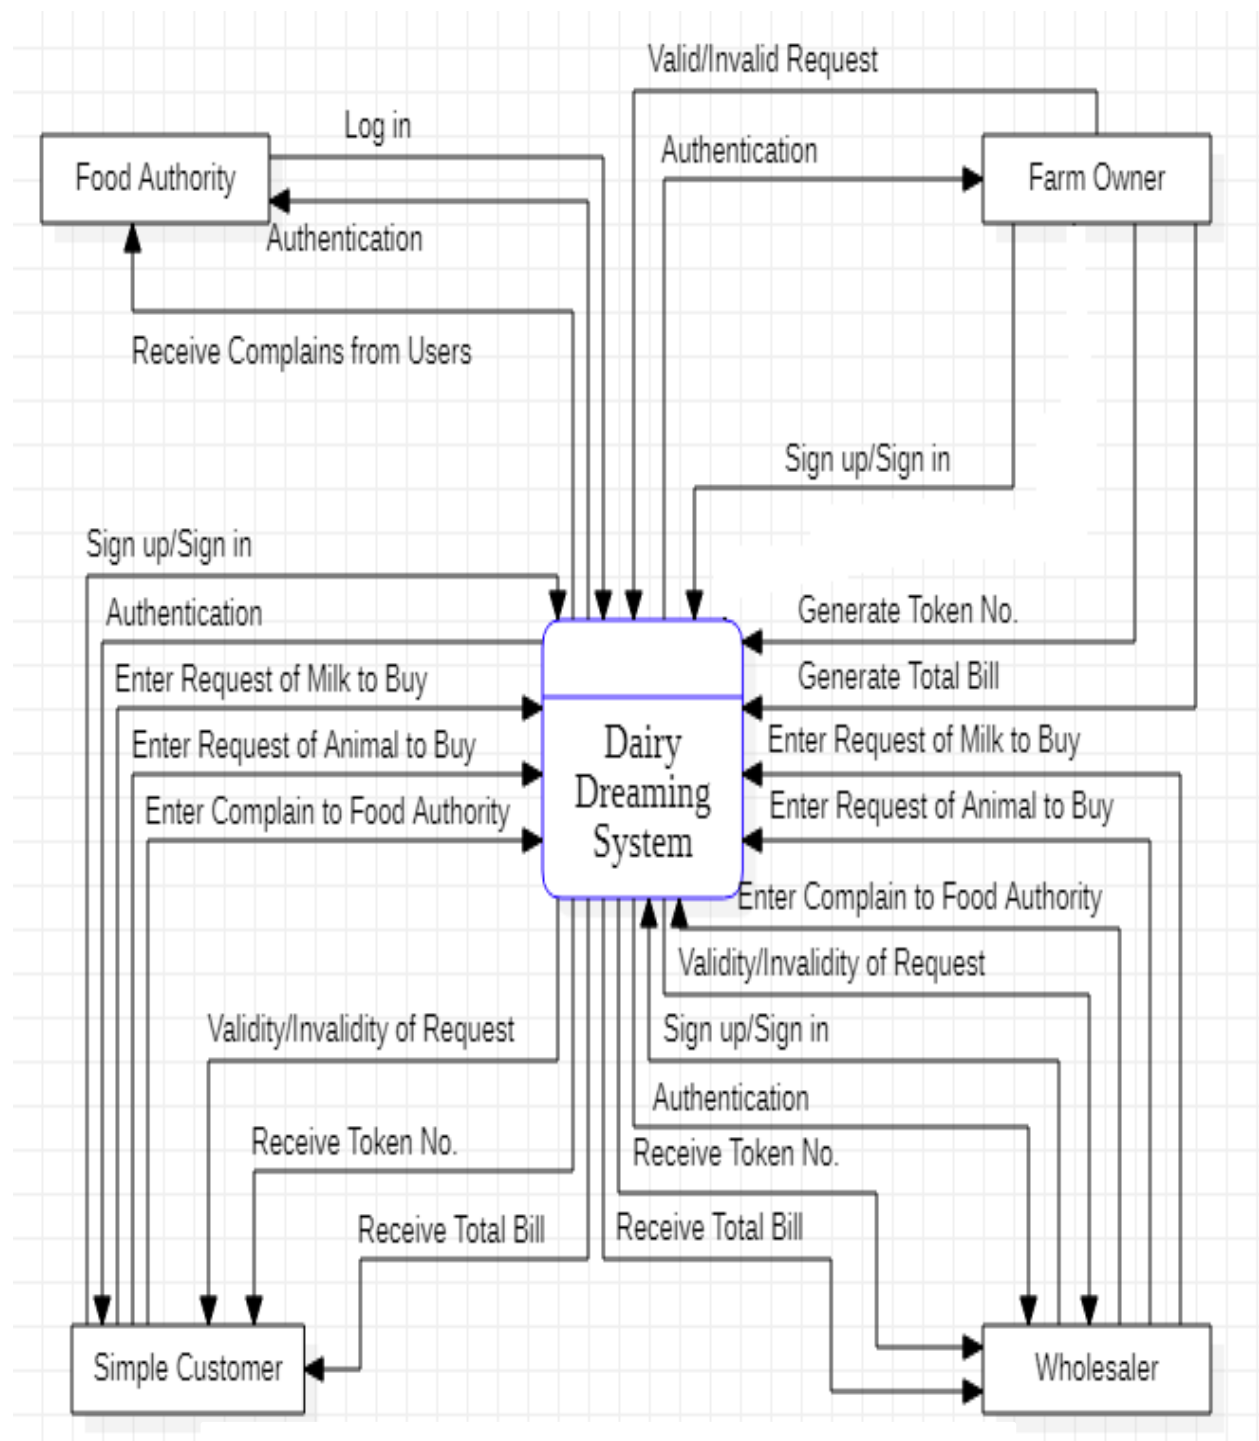 Valid/Invalid Request
Log in
Authentication
Food Authority
Farm Owner
Authentication
Receive Complains from Users
Sign up/Sign in
Sign up/Sign in
Authentication
Generate Token No.
Enter Request of Milk to Buy
Generate Total Bill
Dairy
Dreaming
System
Enter Request of Milk to Buy
Enter Request of Animal to Buy
Enter Request of Animal to Buy
Enter Complain to Food Authority
Enter Complain to Food Authority
Validity/Invalidity of Request
Validity/Invalidity of Request
Sign up/Sign in
Authentication
Receive Token No.
Receive Token No.
Receive Total Bill
Receive Total Bill
Simple Customer
Wholesaler